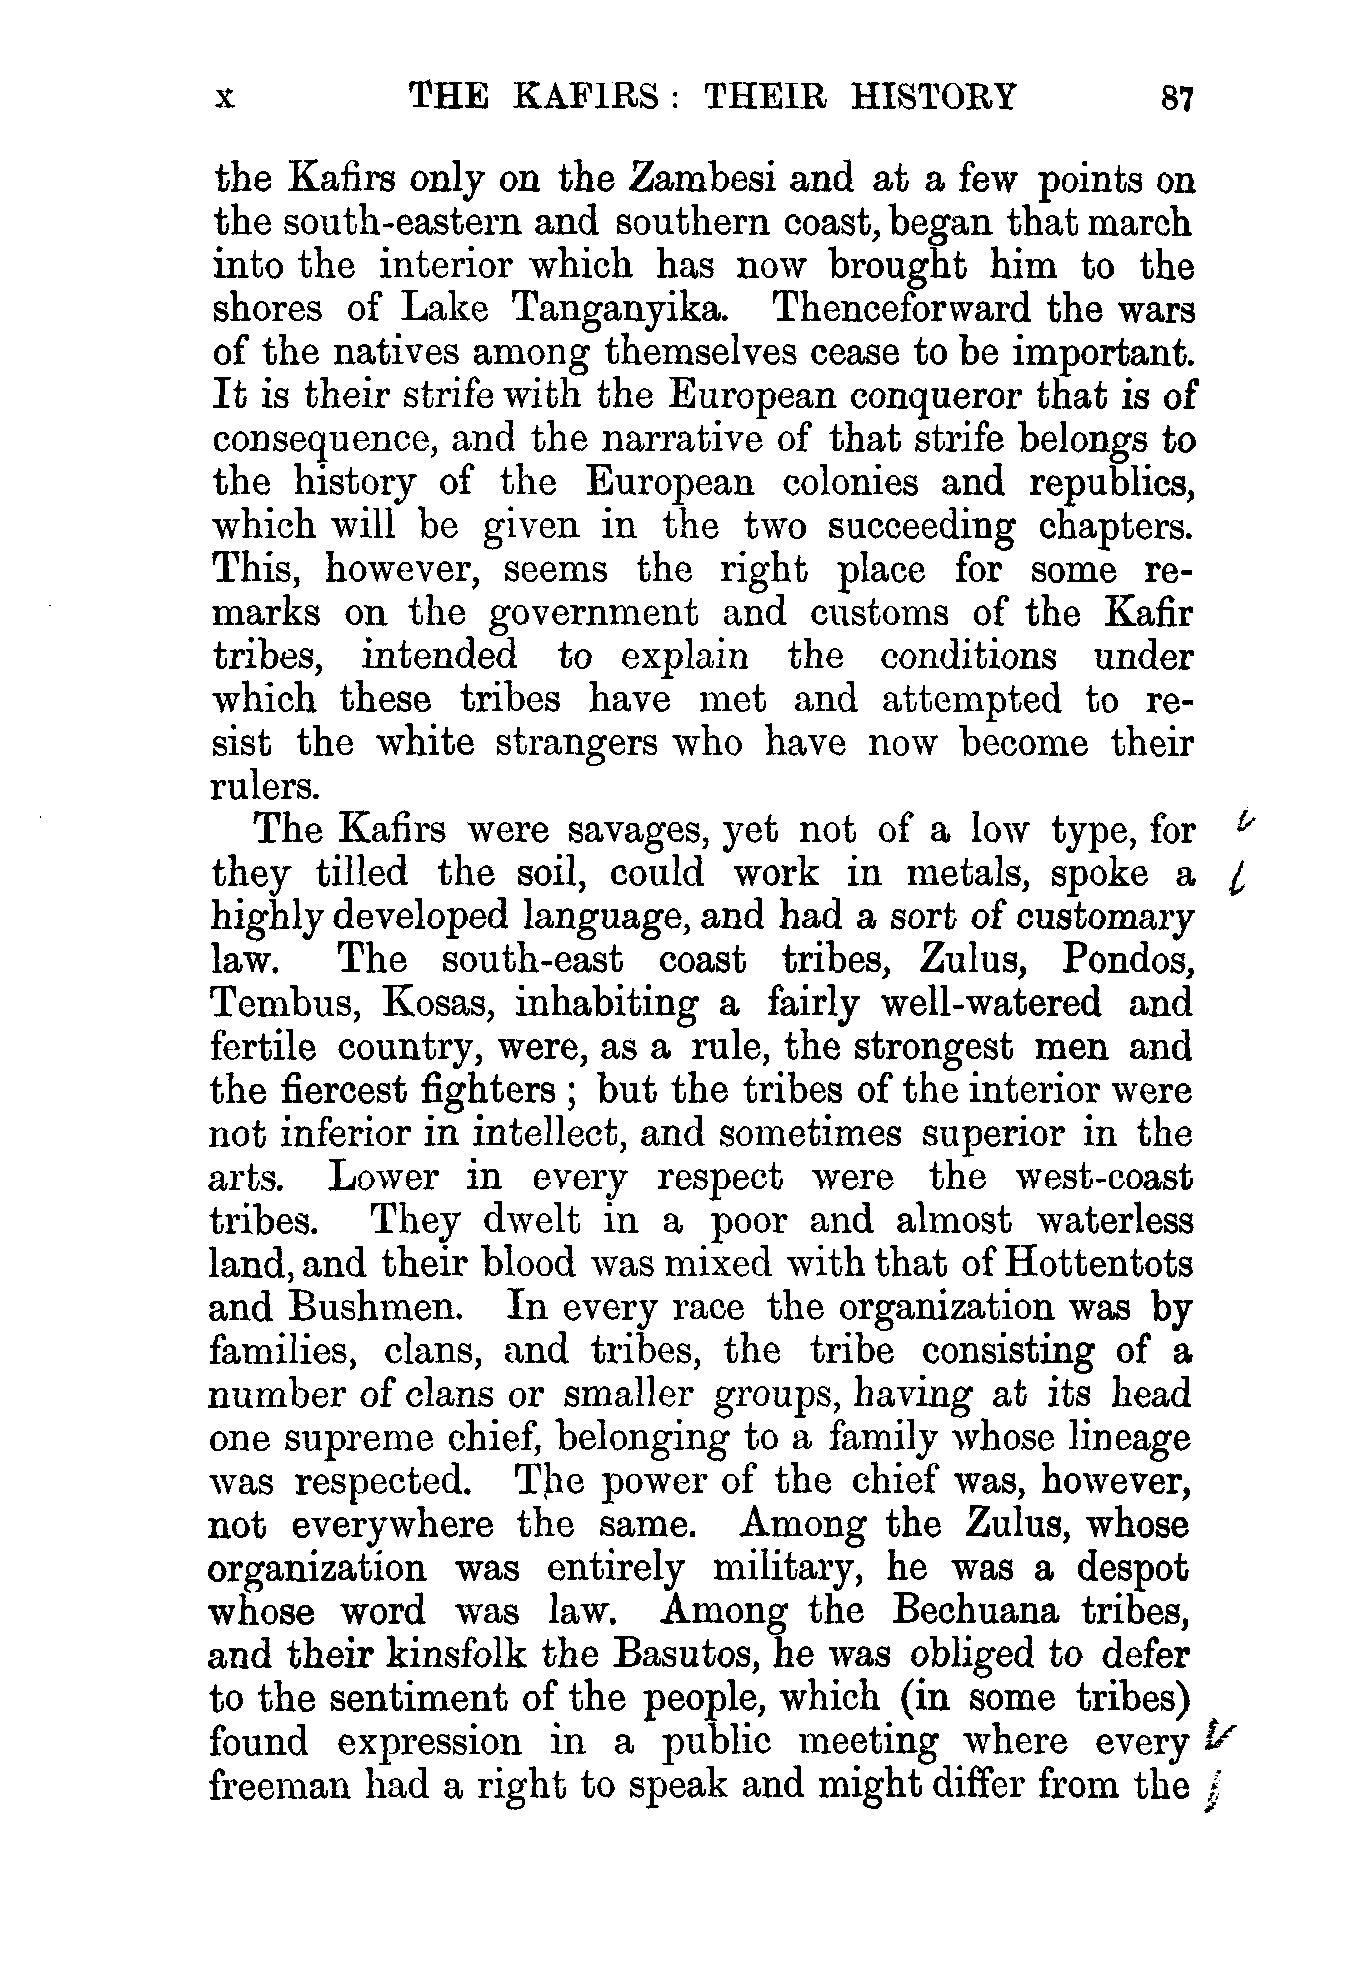 x THE KAFIRS : THEIR HISTORY 87
the Kafirs only on the Zambesi and at a few points on
the south-eastern and southern coast, began that march
into the interior which has now brought him to the
shores of Lake Tanganyika. Thenceforward the wars
of the natives among themselves cease to be important.
It is their strife with the European conqueror that is of
consequence, and the narrative of that strife belongs to
the history of the European colonies and republics,
which will be given in the two succeeding chapters.
This, however, seems the right place for some re-
marks on the government and customs of the Kafir
tribes, intended to explain the conditions under
which these tribes have met and attempted to re-
sist the white strangers who have now become their
rulers.
The Kafirs were savages, yet not of a low type, for
they tilled the soil, could work in metals, spoke a
highly developed language, and had a sort of customary
law. The south-east coast tribes, Zulus, Pondos,
Tembus, Kosas, inhabiting a fairly well-watered and
fertile country, were, as a rule, the strongest men and
the fiercest fighters ; but the tribes of the interior were
not inferior in intellect, and sometimes superior in the
arts. Lower in every respect were the west-coast
tribes. They dwelt in a poor and almost waterless
land, and their blood was mixed with that of Hottentots
and Bushmen. In every race the organization was by
families, clans, and tribes, the tribe consisting of a
number of clans or smaller groups, having at its head
one supreme chief, belonging to a family whose lineage
was respected. The power of the chief was, however,
not everywhere the same. Among the Zulus, whose
organization was entirely military, he was a despot
whose word was law. Among the Bechuana tribes,
and their kinsfolk the Basutos, he was obliged to defer
to the sentiment of the people, which (in some tribes)
found expression in a public meeting where every
freeman had a right to speak and might differ from the